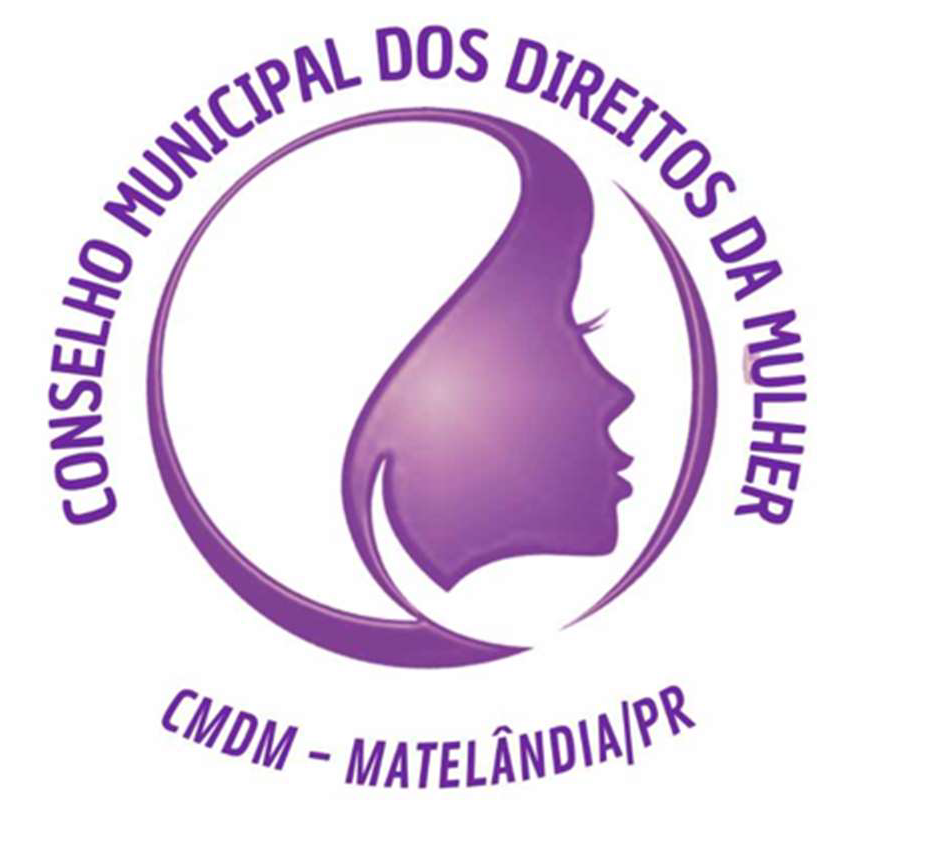 CONSELHO MUNICIPAL DOS DIREITOS DA MULHER
CMDM – MATELÂNDIA/PR